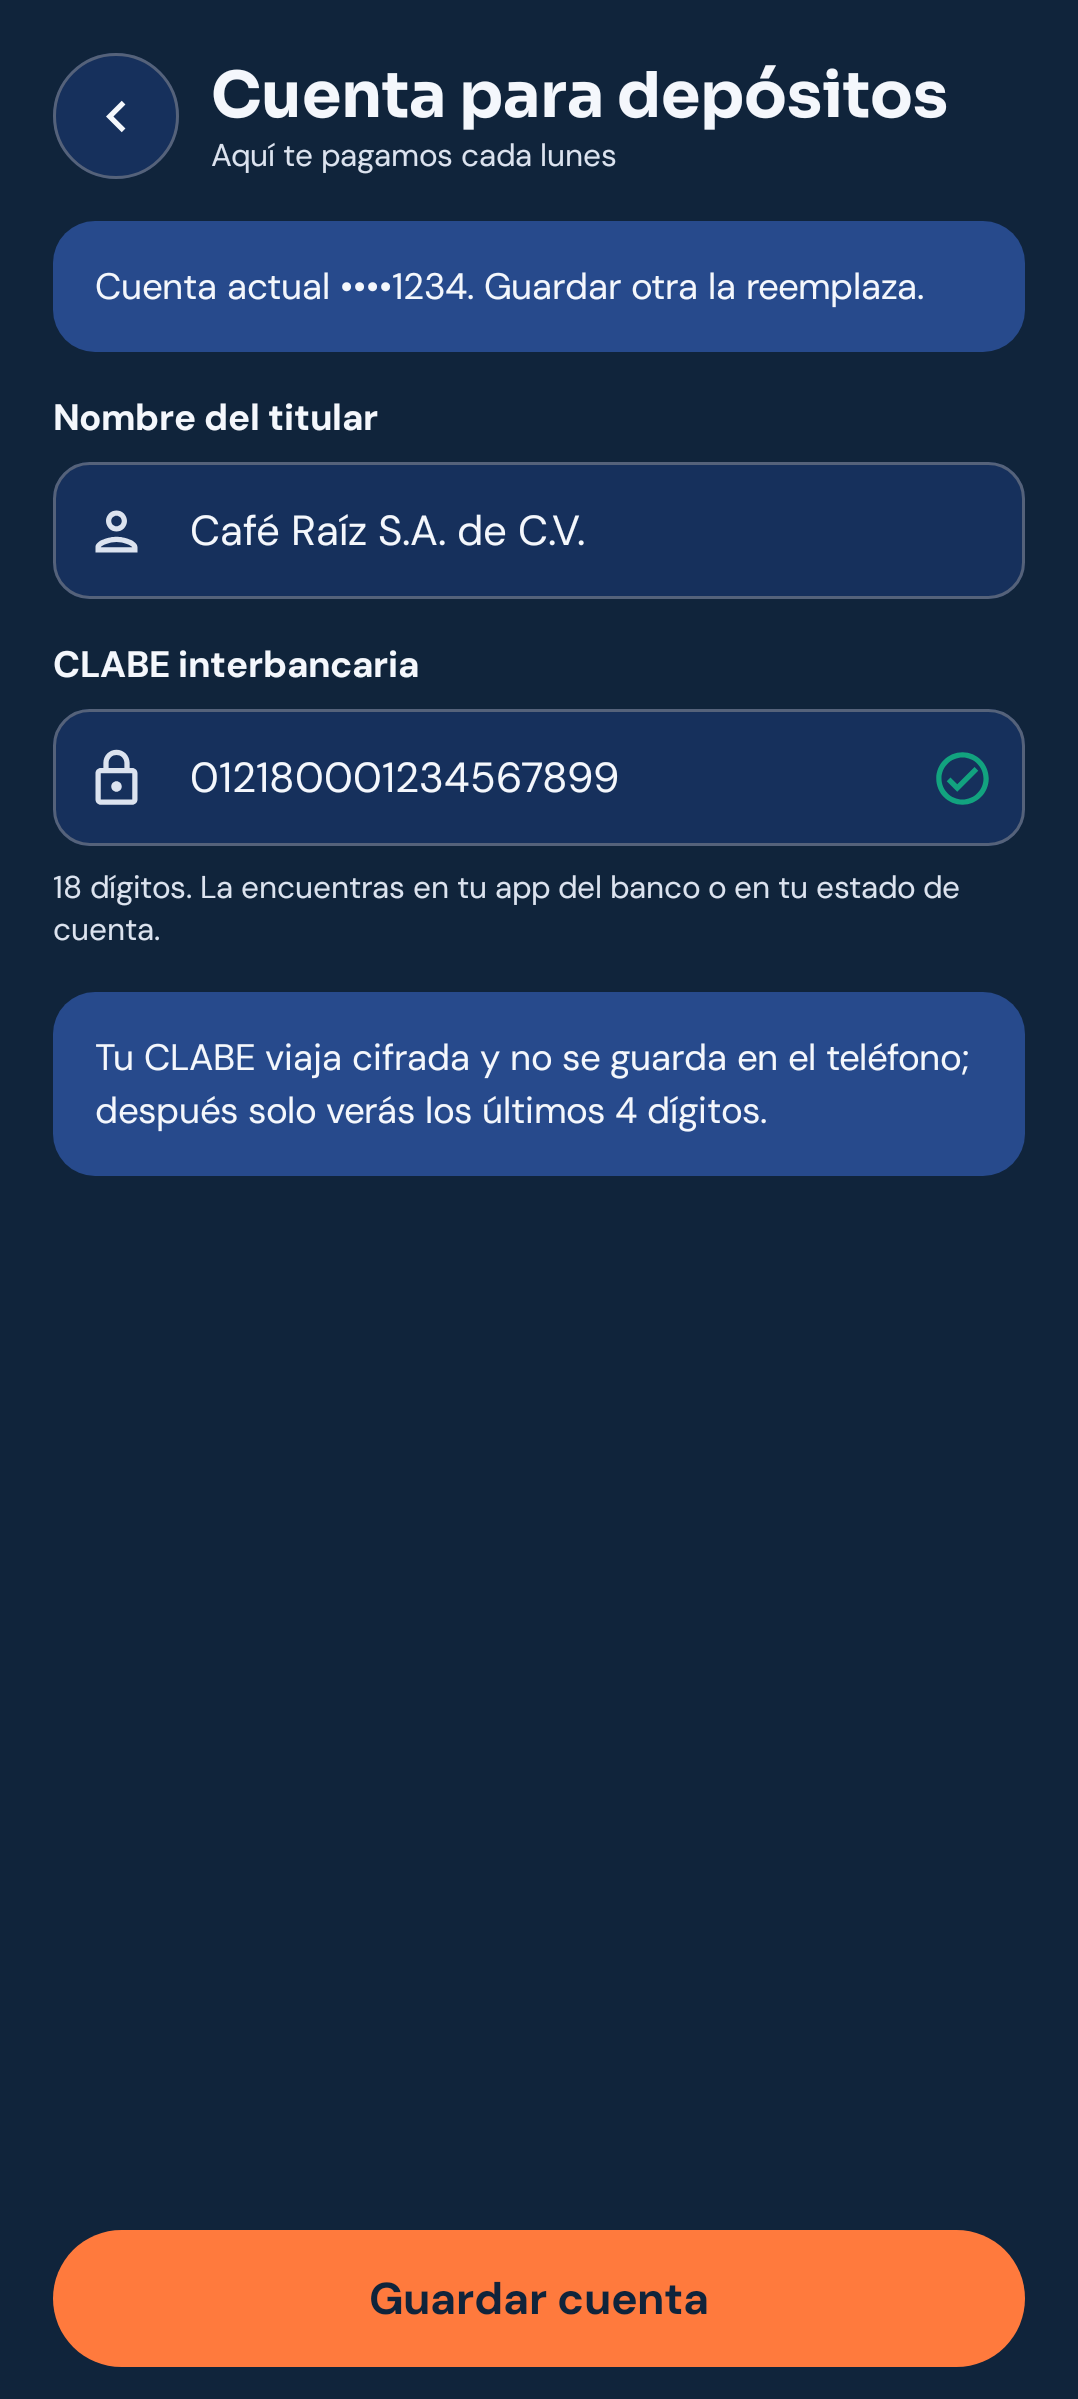 Cuenta para depósitos
Aquí te pagamos cada lunes
Cuenta actual ••••1234. Guardar otra la reemplaza.
Nombre del titular
Café Raíz S.A. de C.V.
CLABE interbancaria
012180001234567899
18 dígitos. La encuentras en tu app del banco o en tu estado de
cuenta.
Tu CLABE viaja cifrada y no se guarda en el teléfono;
después solo verás los últimos 4 dígitos.
Guardar cuenta